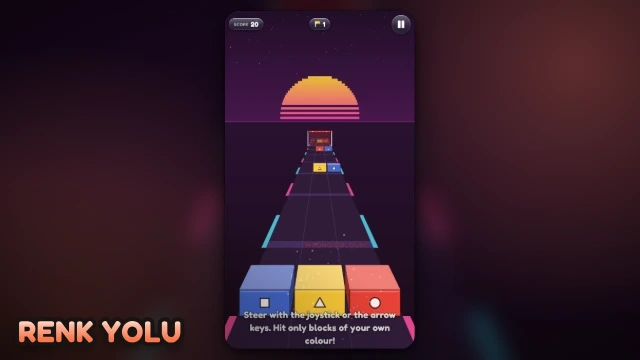 SCORE 20
1
Steer with the joystick or the arrow
keys. Hit only blocks of your own
colour!
RENK YOLU